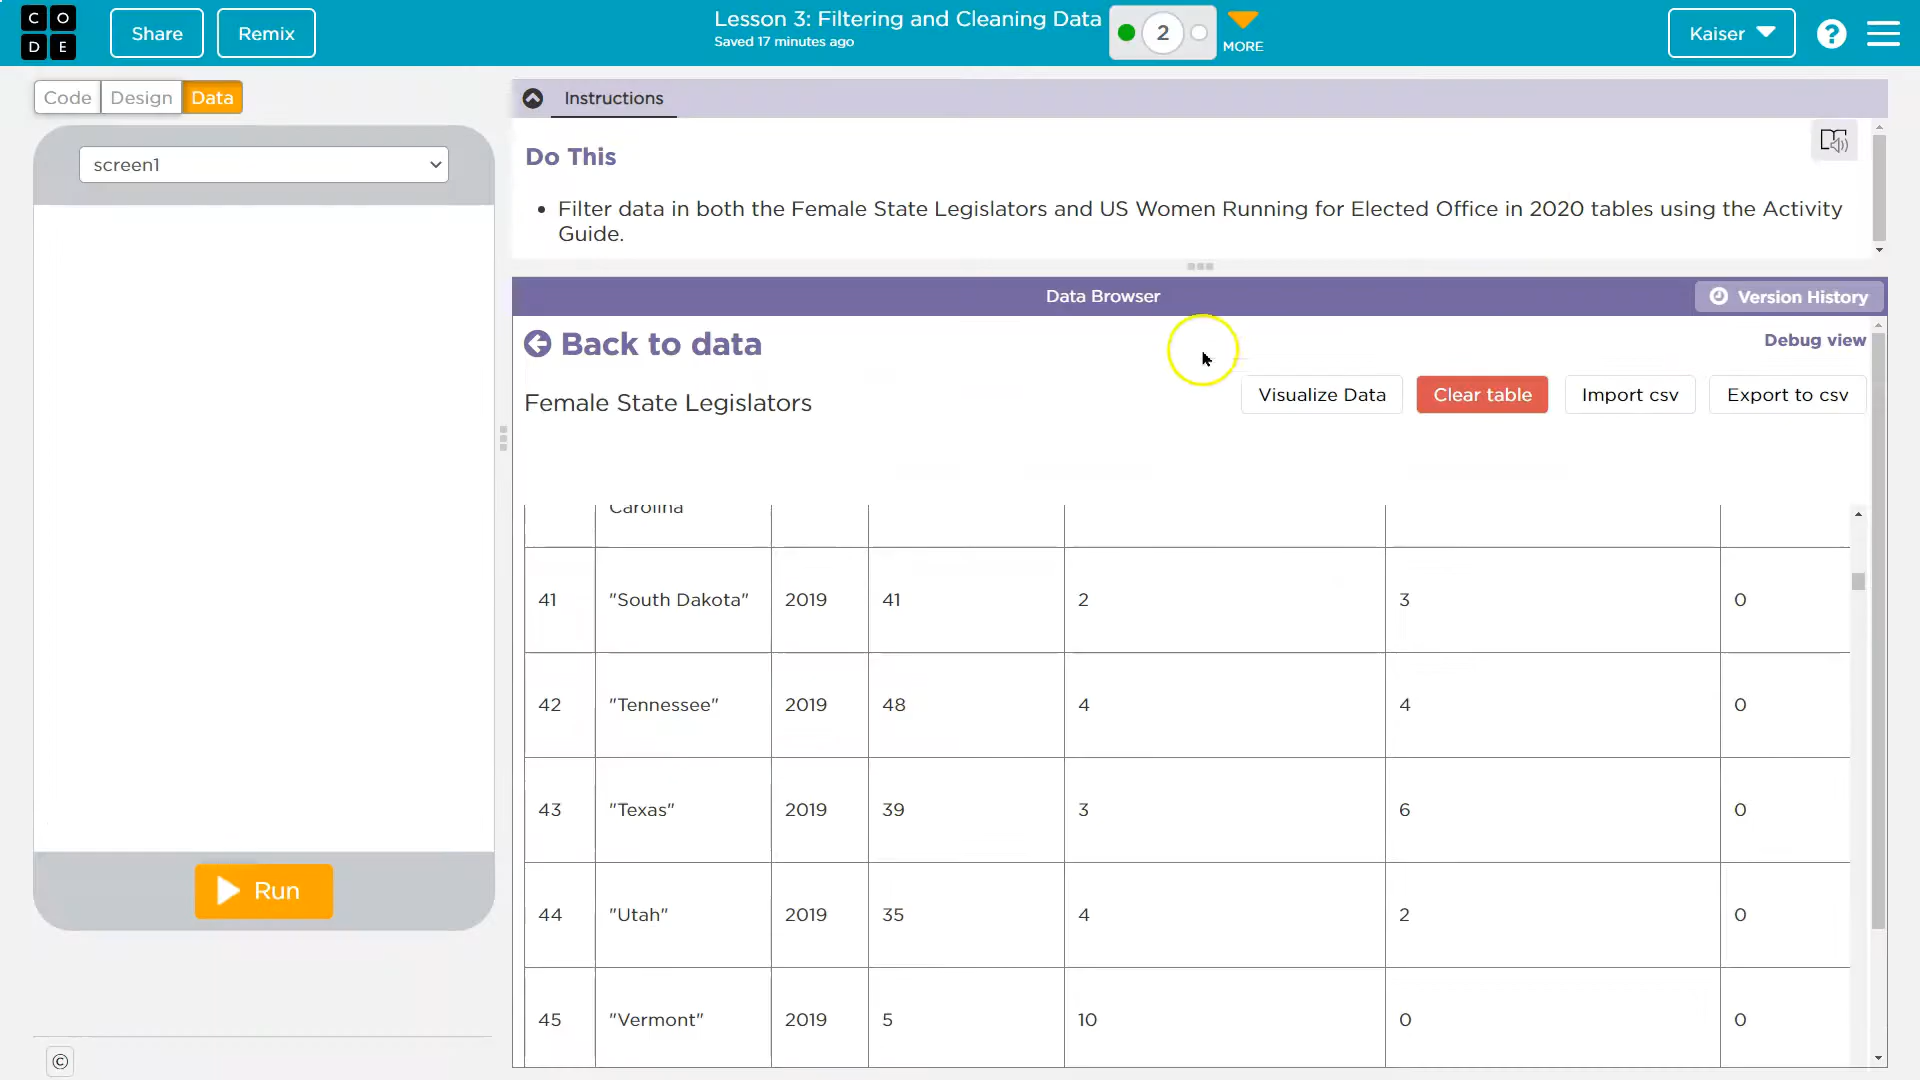 C O
D E
Share
Remix
Lesson 3: Filtering and Cleaning Data
Saved 17 minutes ago
2
MORE
Kaiser
?
Code
Design
Data
screen1
Run
©
Instructions
Do This
Filter data in both the Female State Legislators and US Women Running for Elected Office in 2020 tables using the Activity
Guide.
Data Browser
Version History
Back to data
Debug view
Female State Legislators
Visualize Data
Clear table
Import csv
Export to csv
Carolina
41 "South Dakota" 2019 41 2 3 0
42 "Tennessee" 2019 48 4 4 0
43 "Texas" 2019 39 3 6 0
44 "Utah" 2019 35 4 2 0
45 "Vermont" 2019 5 10 0 0